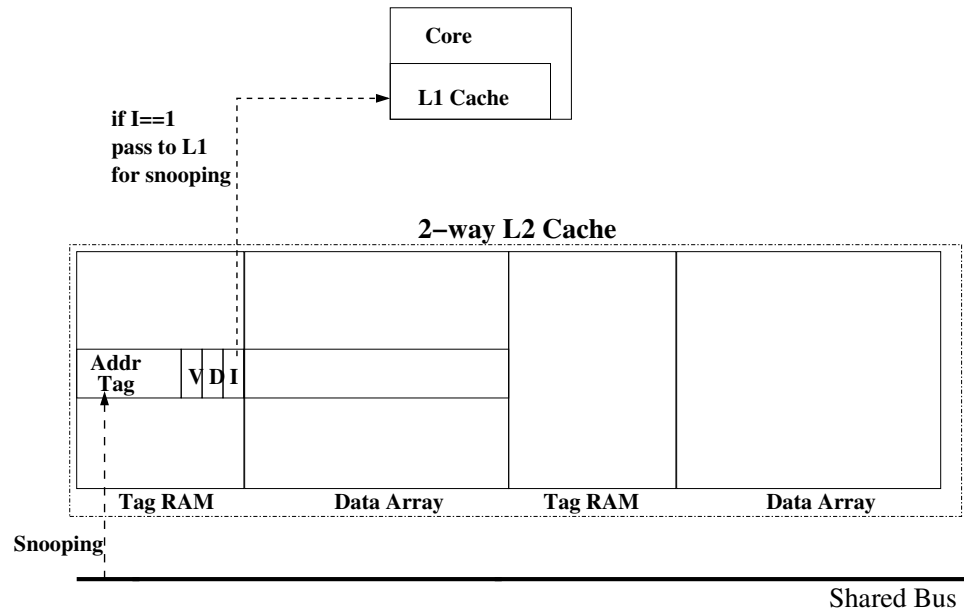 Core
L1 Cache
if I==1
pass to L1
for snooping
2−way L2 Cache
Addr
Tag
V D I
Tag RAM Data Array Tag RAM Data Array
Snooping
Shared Bus